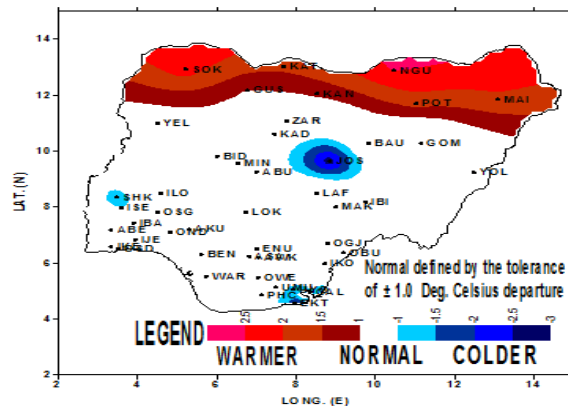 14
12
10
8
6
4
2
LAT. (N)
SOK
KAT
NGU
GUS
KAN
POT
MAI
YEL
ZAR
KAD
BAU
GOM
BID
MIN
ABU
JOS
YOL
SHK
ISE
ILO
OSG
LOK
LAF
MAK
IBI
IBA
ABE
IJE
OND
AKU
BEN
ENU
OGJ
OBU
IKO
WAR
OWE
UMU
PHC
Normal defined by the tolerance
of ± 1.0 Deg. Celsius departure
LEGEND
2.5 2 1.5 1 -1 -1.5 -2 -2.5 -3
WARMER NORMAL COLDER
2 4 6 8 10 12 14
LONG. (E)